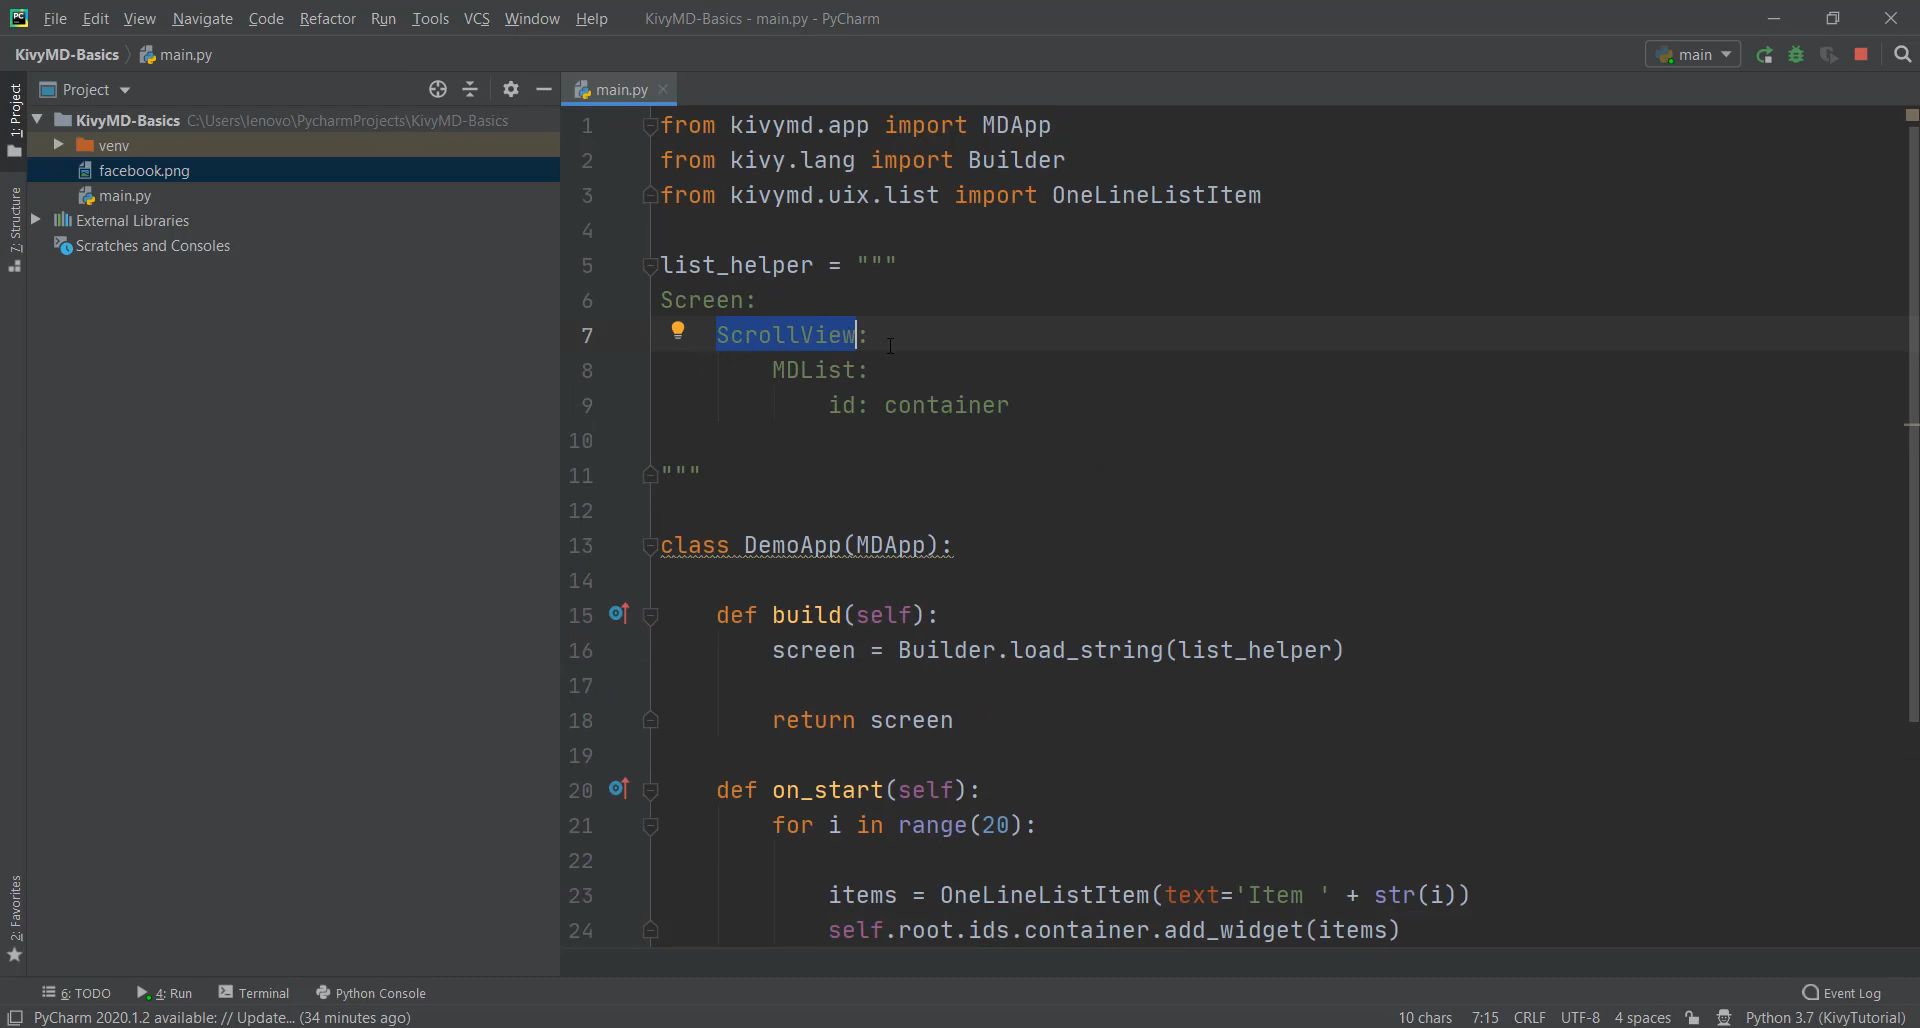 File Edit View Navigate Code Refactor Run Tools VCS Window Help KivyMD-Basics - main.py - PyCharm
KivyMD-Basics main.py main
Project main.py
1: Project
7: Structure
2: Favorites
KivyMD-Basics C:\Users\lenovo\PycharmProjects\KivyMD-Basics
venv
facebook.png
main.py
External Libraries
Scratches and Consoles
1 from kivymd.app import MDApp
2 from kivy.lang import Builder
3 from kivymd.uix.list import OneLineListItem
4
5 list_helper = """
6 Screen:
7     ScrollView:
8         MDList:
9             id: container
10
11 """
12
13 class DemoApp(MDApp):
14
15     def build(self):
16         screen = Builder.load_string(list_helper)
17
18         return screen
19
20     def on_start(self):
21         for i in range(20):
22
23             items = OneLineListItem(text='Item ' + str(i))
24             self.root.ids.container.add_widget(items)
6: TODO 4: Run Terminal Python Console Event Log
PyCharm 2020.1.2 available: // Update... (34 minutes ago) 10 chars 7:15 CRLF UTF-8 4 spaces Python 3.7 (KivyTutorial)